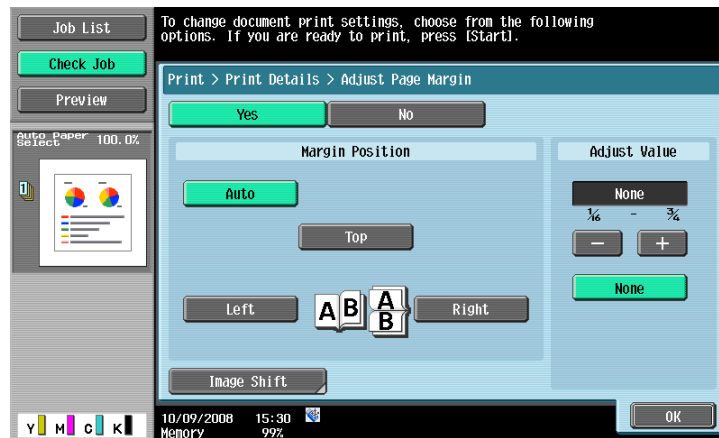 Job List
Check Job
Preview
Auto Paper
Select 100.0%
1
Y M C K
To change document print settings, choose from the following
options. If you are ready to print, press [Start].
Print > Print Details > Adjust Page Margin
Yes No
Margin Position
Auto
Top
Left
A B
A
B
Right
Image Shift
Adjust Value
None
1/16 - 3/4
− +
None
10/09/2008 15:30
Memory 99%
OK